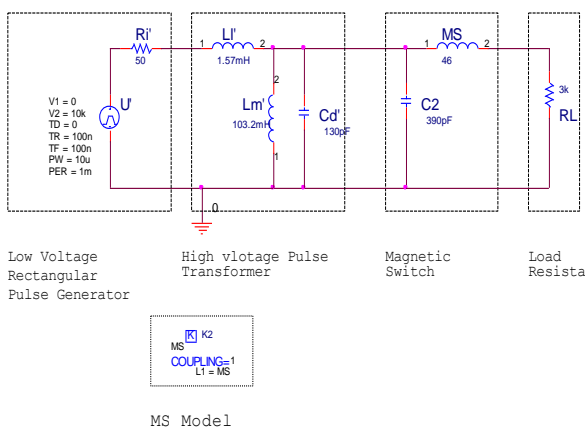 Ri'
50
Ll'
1 2
1.57mH
MS
1 2
46
V1 = 0
V2 = 10k
TD = 0
TR = 100n
TF = 100n
PW = 10u
PER = 1m
U'
2
Lm'
103.2mH
1
Cd'
130pF
C2
390pF
3k
RL
0
Low Voltage
Rectangular
Pulse Generator
High vlotage Pulse
Transformer
Magnetic
Switch
Load
Resista
K K2
MS
COUPLING=1
L1 = MS
MS Model